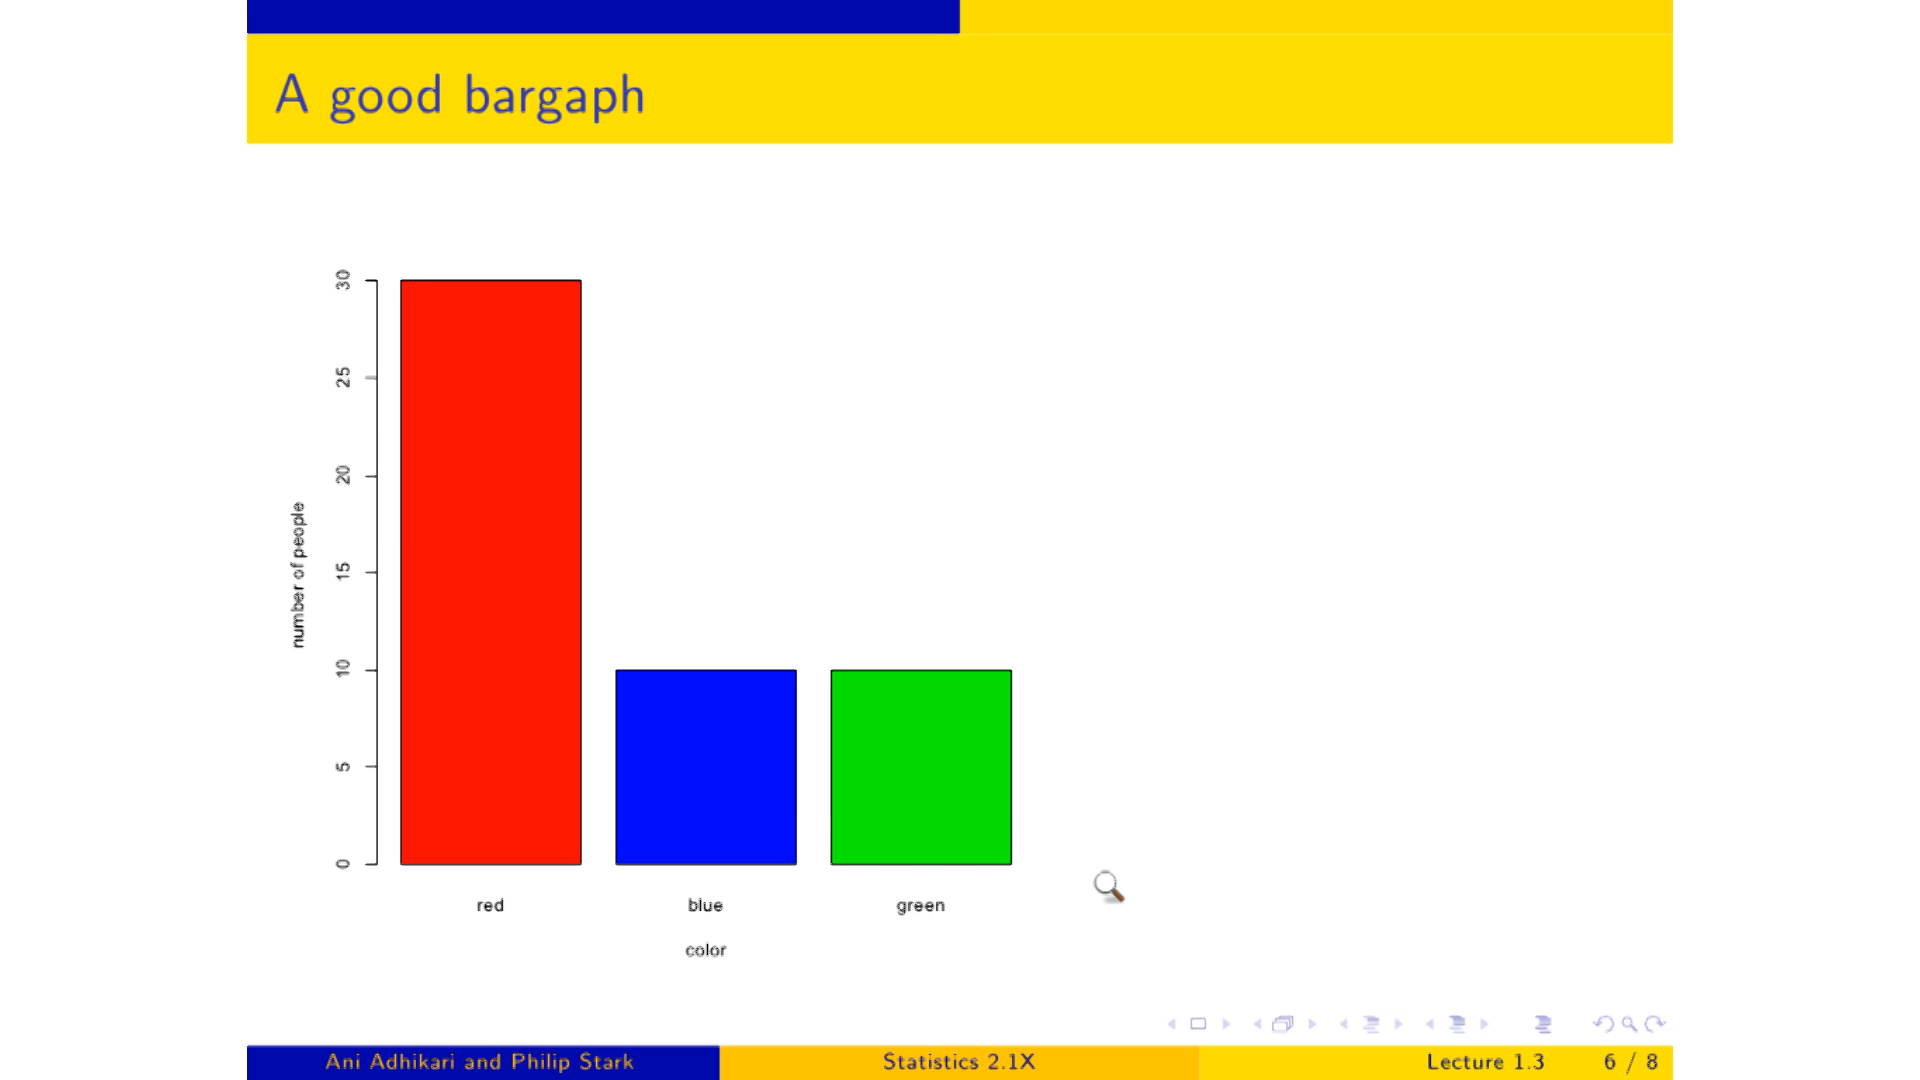 A good bargaph
30
25
20
15
10
5
0
number of people
red blue green
color
Ani Adhikari and Philip Stark Statistics 2.1X Lecture 1.3 6 / 8